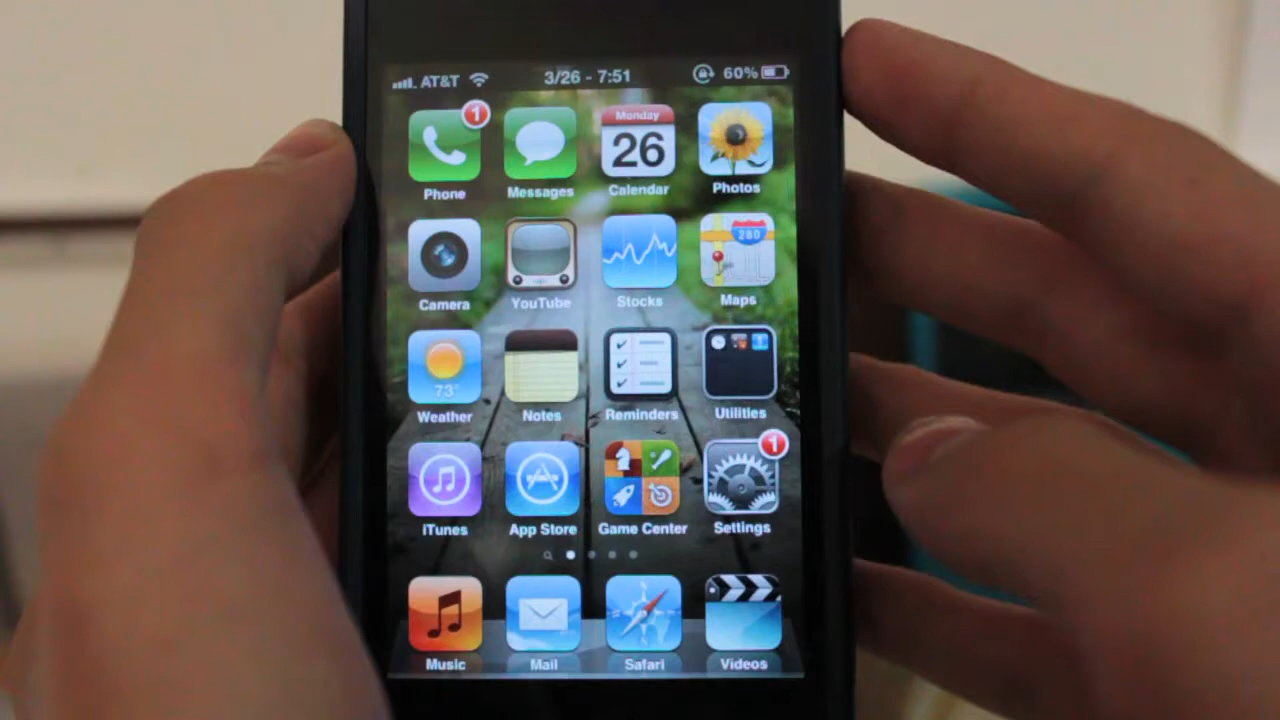 AT&T 3/26 - 7:51 60%
1
Monday
26
Phone Messages Calendar Photos
280
Camera YouTube Stocks Maps
73°
Weather Notes Reminders Utilities
1
iTunes App Store Game Center Settings
Music Mail Safari Videos